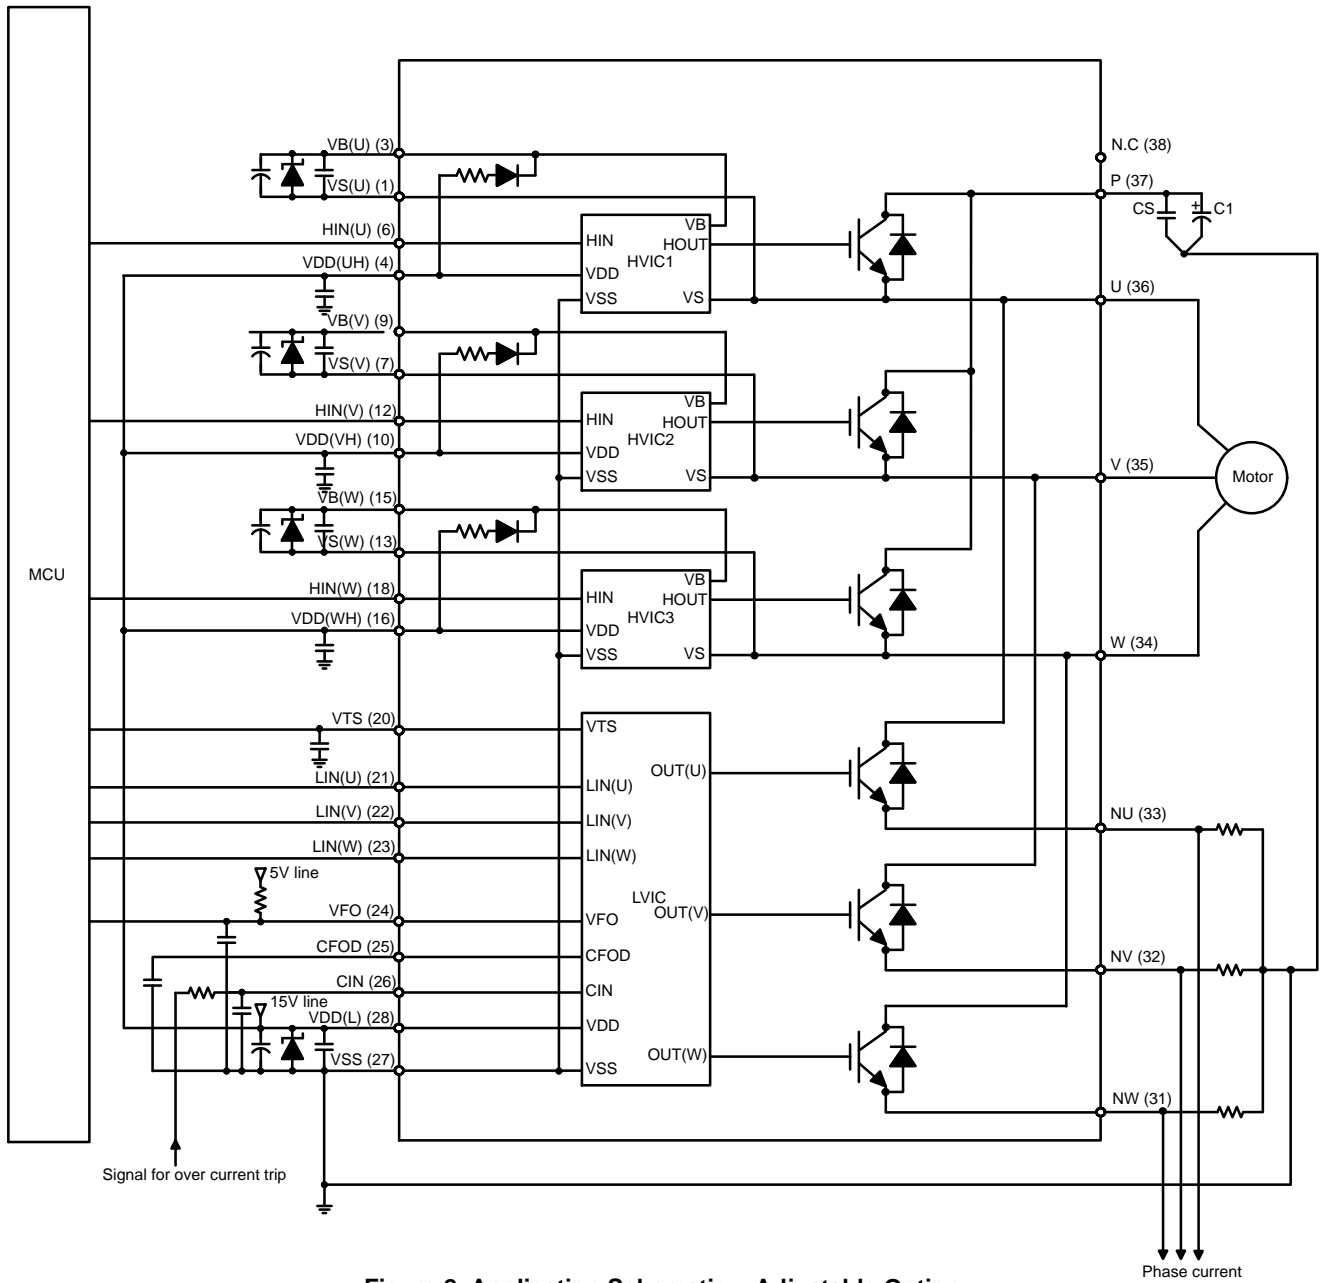 N.C (38)
VB(U) (3)
P (37)
VS(U) (1)
CS
+
C1
VB
HIN(U) (6)
HIN
HOUT
HVIC1
VDD(UH) (4)
VDD
U (36)
VSS
VS
VB(V) (9)
VS(V) (7)
VB
HIN(V) (12)
HIN
HOUT
HVIC2
VDD(VH) (10)
VDD
V (35)
VSS
VS
Motor
VB(W) (15)
VS(W) (13)
MCU
VB
HIN(W) (18)
HIN
HOUT
HVIC3
VDD(WH) (16)
VDD
W (34)
VSS
VS
VTS (20)
VTS
OUT(U)
LIN(U) (21)
LIN(U)
LIN(V) (22)
LIN(V)
NU (33)
LIN(W) (23)
LIN(W)
5V line
LVIC
VFO (24)
VFO
OUT(V)
CFOD (25)
CFOD
NV (32)
CIN (26)
CIN
15V line
VDD(L) (28)
VDD
VSS (27)
VSS
OUT(W)
NW (31)
Signal for over current trip
Phase current